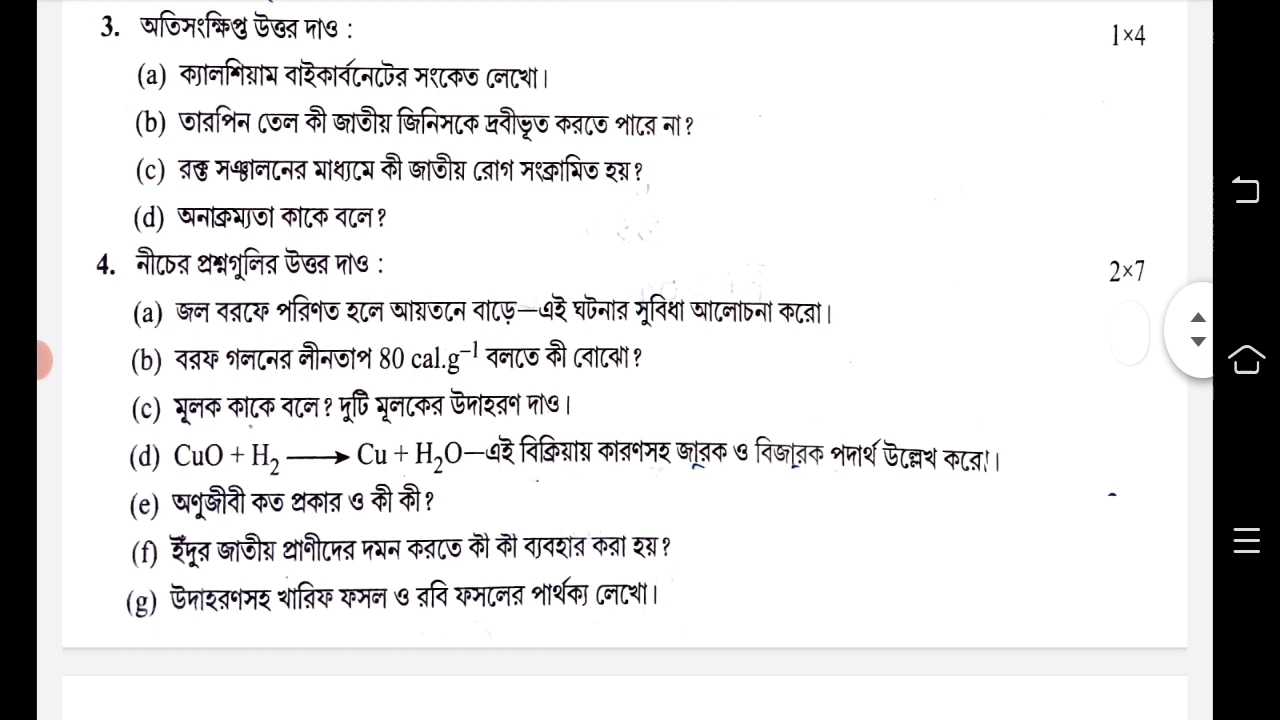 3. অতিসংক্ষিপ্ত উত্তর দাও : 1×4
(a) ক্যালশিয়াম বাইকার্বনেটের সংকেত লেখো।
(b) তারপিন তেল কী জাতীয় জিনিসকে দ্রবীভূত করতে পারে না?
(c) রক্ত সঞ্চালনের মাধ্যমে কী জাতীয় রোগ সংক্রামিত হয়?
(d) অনাক্রম্যতা কাকে বলে?
4. নীচের প্রশ্নগুলির উত্তর দাও : 2×7
(a) জল বরফে পরিণত হলে আয়তনে বাড়ে—এই ঘটনার সুবিধা আলোচনা করো।
(b) বরফ গলনের লীনতাপ 80 cal.g⁻¹ বলতে কী বোঝো?
(c) মূলক কাকে বলে? দুটি মূলকের উদাহরণ দাও।
(d) CuO + H₂ ⟶ Cu + H₂O—এই বিক্রিয়ায় কারণসহ জারক ও বিজারক পদার্থ উল্লেখ করো।
(e) অণুজীবী কত প্রকার ও কী কী?
(f) ইঁদুর জাতীয় প্রাণীদের দমন করতে কী কী ব্যবহার করা হয়?
(g) উদাহরণসহ খারিফ ফসল ও রবি ফসলের পার্থক্য লেখো।